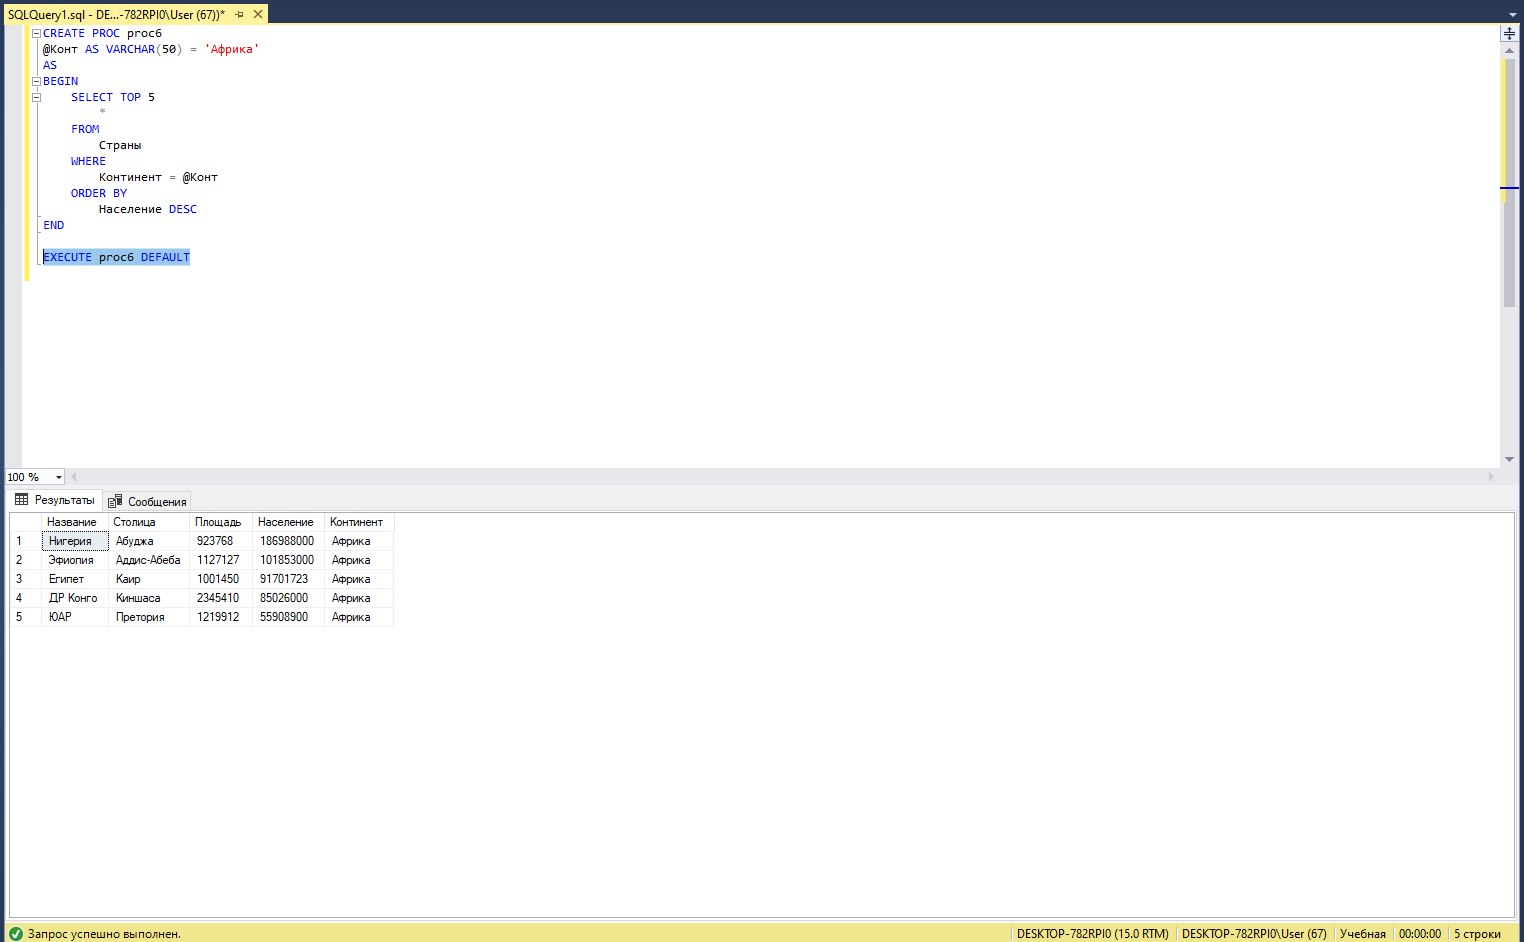 SQLQuery1.sql - DE...-782RPI0\User (67))*
CREATE PROC proc6
@Конт AS VARCHAR(50) = 'Африка'
AS
BEGIN
SELECT TOP 5
*
FROM
Страны
WHERE
Континент = @Конт
ORDER BY
Население DESC
END
EXECUTE proc6 DEFAULT
100 %
Результаты Сообщения
Название Столица Площадь Население Континент
1 Нигерия Абуджа 923768 186988000 Африка
2 Эфиопия Аддис-Абеба 1127127 101853000 Африка
3 Египет Каир 1001450 91701723 Африка
4 ДР Конго Киншаса 2345410 85026000 Африка
5 ЮАР Претория 1219912 55908900 Африка
Запрос успешно выполнен. DESKTOP-782RPI0 (15.0 RTM) DESKTOP-782RPI0\User (67) Учебная 00:00:00 5 строки